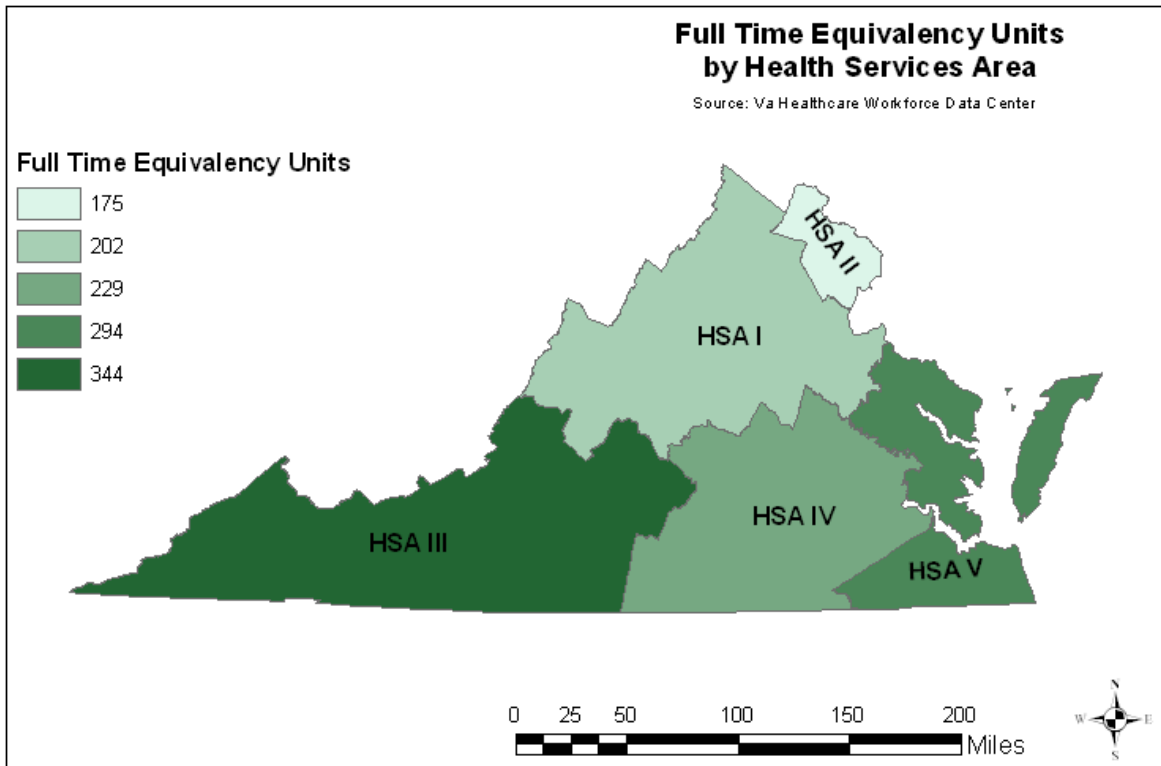 Full Time Equivalency Units
by Health Services Area
Source: Va Healthcare Workforce Data Center
Full Time Equivalency Units
175
202
229
294
344
HSA II
HSA I
HSA IV
HSA III
HSA V
0 25 50 100 150 200
Miles
N
W E
S